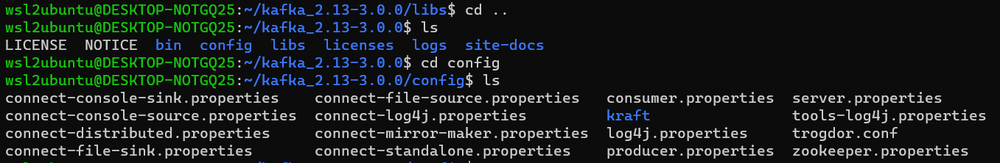 wsl2ubuntu@DESKTOP-NOTGQ25:~/kafka_2.13-3.0.0/libs$ cd ..
wsl2ubuntu@DESKTOP-NOTGQ25:~/kafka_2.13-3.0.0$ ls
LICENSE  NOTICE  bin  config  libs  licenses  logs  site-docs
wsl2ubuntu@DESKTOP-NOTGQ25:~/kafka_2.13-3.0.0$ cd config
wsl2ubuntu@DESKTOP-NOTGQ25:~/kafka_2.13-3.0.0/config$ ls
connect-console-sink.properties    connect-file-source.properties   consumer.properties  server.properties
connect-console-source.properties  connect-log4j.properties         kraft                tools-log4j.properties
connect-distributed.properties     connect-mirror-maker.properties  log4j.properties     trogdor.conf
connect-file-sink.properties       connect-standalone.properties    producer.properties  zookeeper.properties